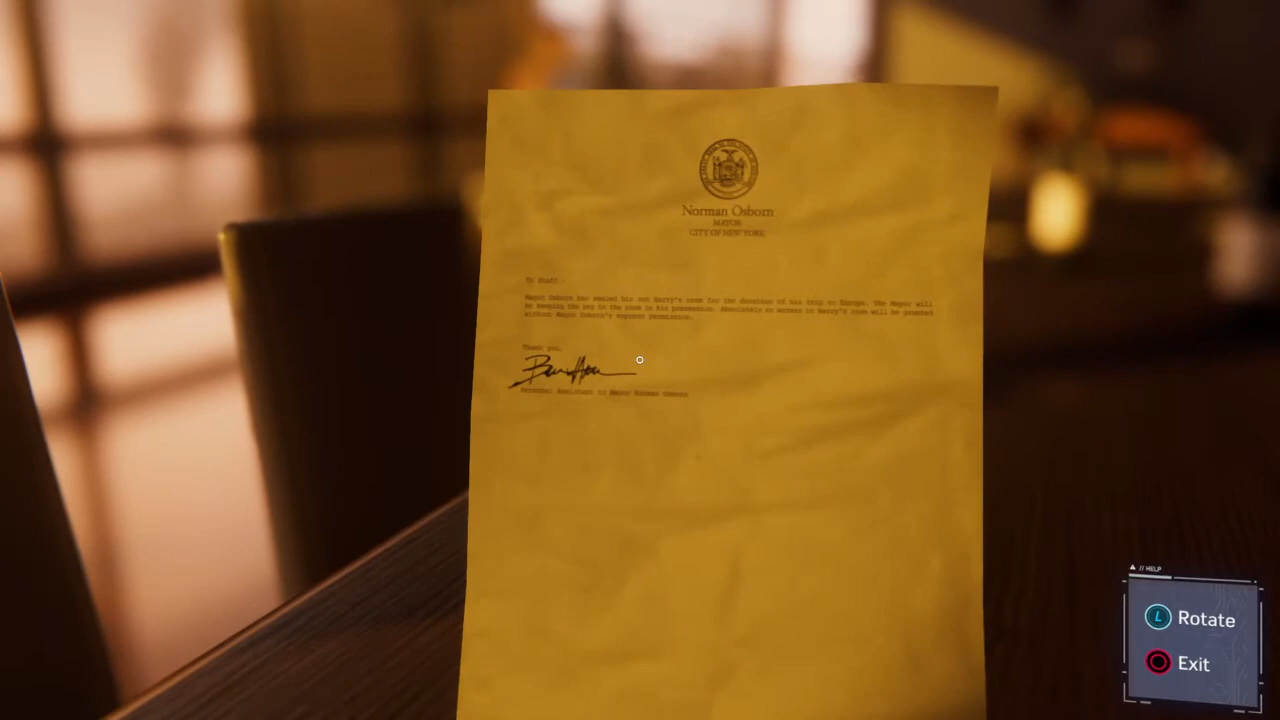 Norman Osborn
MAYOR
CITY OF NEW YORK
To Staff-
Mayor Osborn has sealed his son Harry's room for the duration of his trip to Europe. The Mayor will
be keeping the key to the room in his possession. Absolutely no access to Harry's room will be granted
without Mayor Osborn's express permission.
Thank you,
Personal Assistant to Mayor Norman Osborn
// HELP
L Rotate
Exit